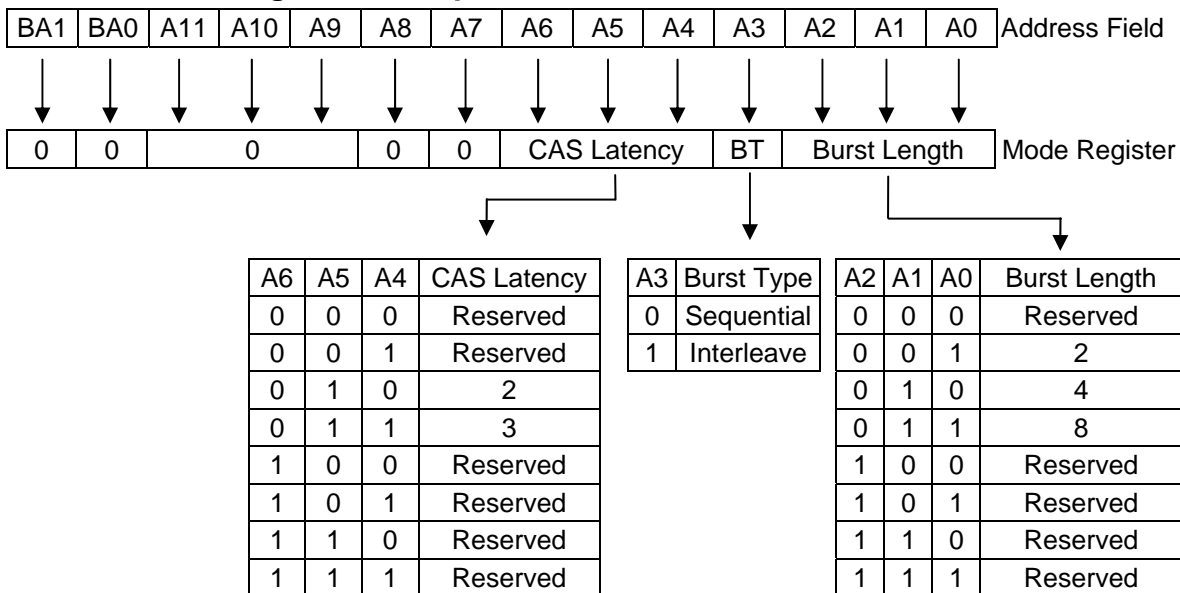 BA1 BA0 A11 A10 A9 A8 A7 A6 A5 A4 A3 A2 A1 A0 Address Field
0 0 0 0 0 CAS Latency BT Burst Length Mode Register
A6 A5 A4 CAS Latency A3 Burst Type A2 A1 A0 Burst Length
0 0 0 Reserved 0 Sequential 0 0 0 Reserved
0 0 1 Reserved 1 Interleave 0 0 1 2
0 1 0 2 0 1 0 4
0 1 1 3 0 1 1 8
1 0 0 Reserved 1 0 0 Reserved
1 0 1 Reserved 1 0 1 Reserved
1 1 0 Reserved 1 1 0 Reserved
1 1 1 Reserved 1 1 1 Reserved